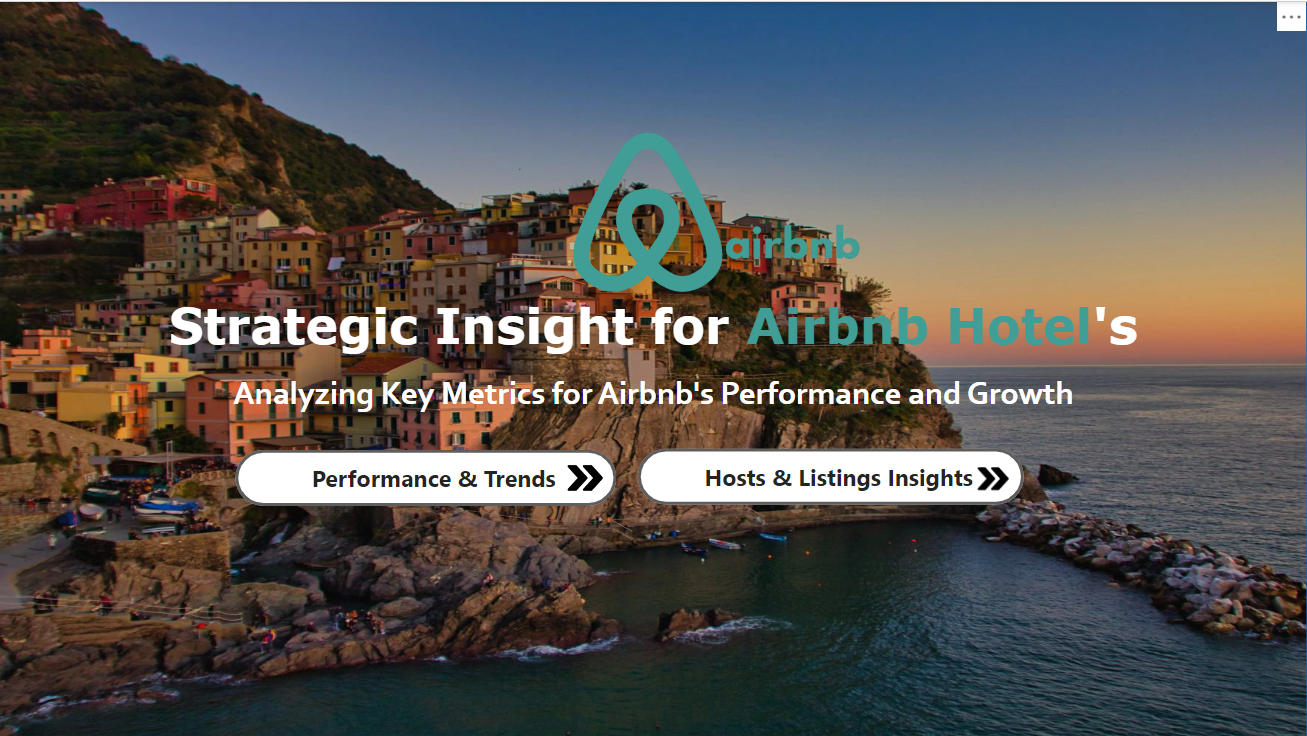 airbnb
Strategic Insight for Airbnb Hotel's
Analyzing Key Metrics for Airbnb's Performance and Growth
Performance & Trends
Hosts & Listings Insights